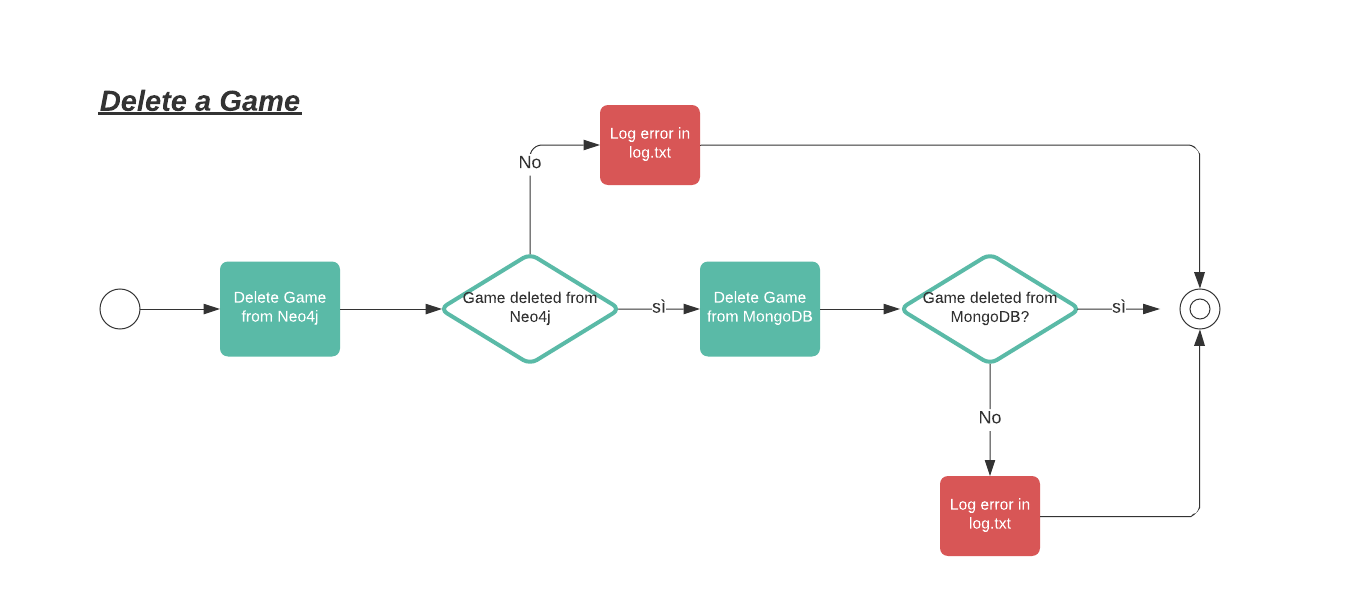 Delete a Game
Log error in
log.txt
No
Delete Game
from Neo4j
Game deleted from
Neo4j
sì
Delete Game
from MongoDB
Game deleted from
MongoDB?
sì
No
Log error in
log.txt